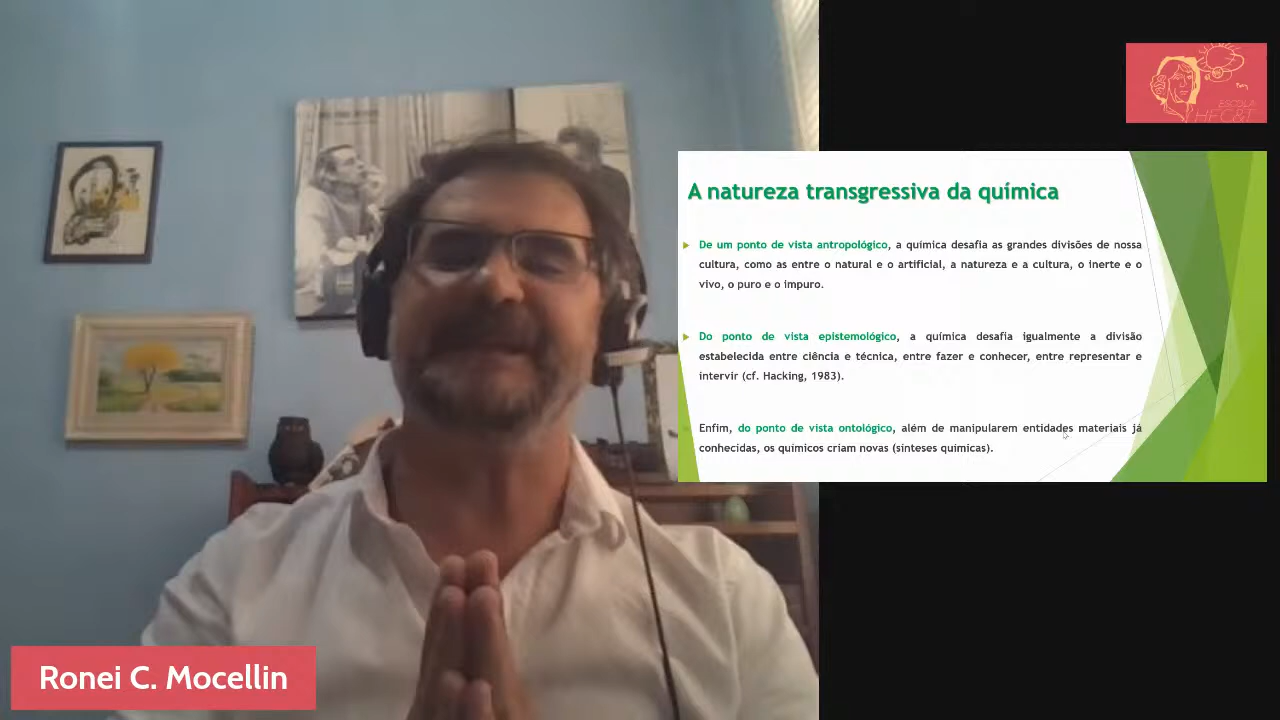 ESCOLA
HFC&T
A natureza transgressiva da química
De um ponto de vista antropológico, a química desafia as grandes divisões de nossa
cultura, como as entre o natural e o artificial, a natureza e a cultura, o inerte e o
vivo, o puro e o impuro.
Do ponto de vista epistemológico, a química desafia igualmente a divisão
estabelecida entre ciência e técnica, entre fazer e conhecer, entre representar e
intervir (cf. Hacking, 1983).
Enfim, do ponto de vista ontológico, além de manipularem entidades materiais já
conhecidas, os químicos criam novas (sínteses químicas).
Ronei C. Mocellin